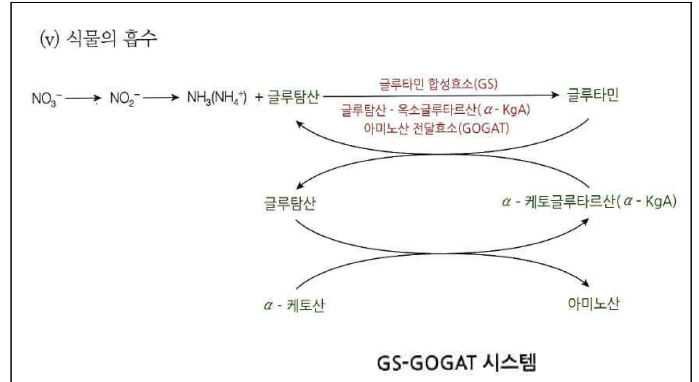 (v) 식물의 흡수
글루타민 합성효소(GS)
NO₃⁻ → NO₂⁻ → NH₃(NH₄⁺) + 글루탐산 → 글루타민
글루탐산 - 옥소글루타르산(α - KgA)
아미노산 전달효소(GOGAT)
글루탐산 α - 케토글루타르산(α - KgA)
α - 케토산 아미노산
GS-GOGAT 시스템